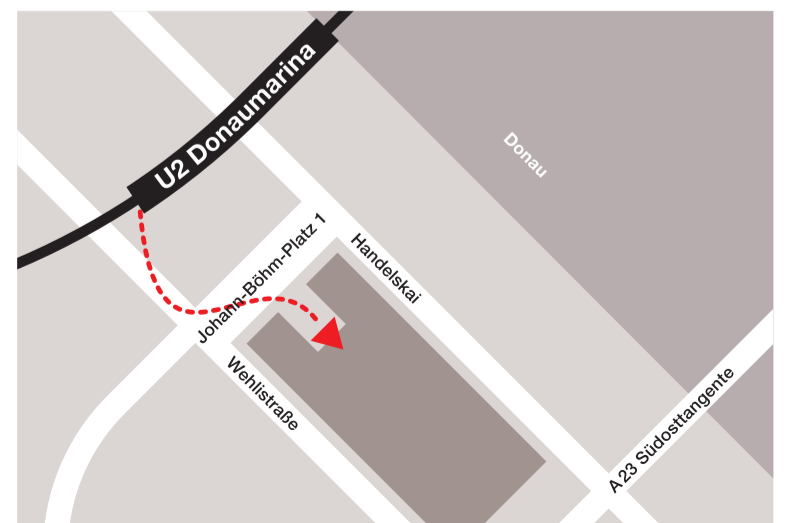 U2 Donaumarina
Donau
Johann-Böhm-Platz 1
Handelskai
Wehlistraße
A 23 Südosttangente